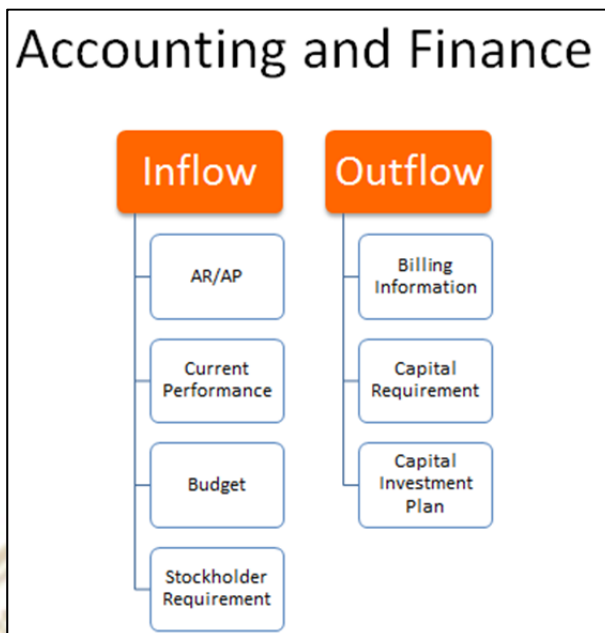 Accounting and Finance
Inflow
AR/AP
Current
Performance
Budget
Stockholder
Requirement
Outflow
Billing
Information
Capital
Requirement
Capital
Investment
Plan